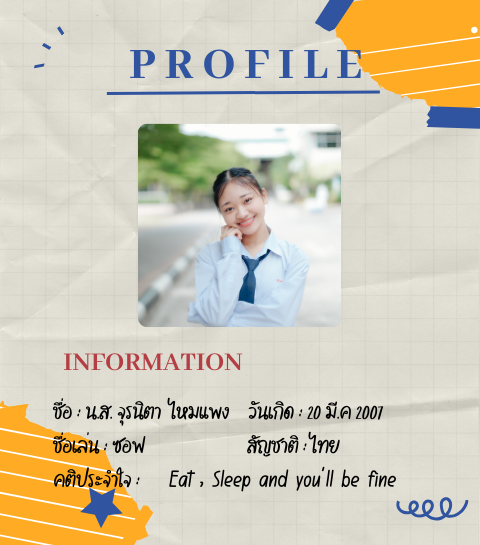 PROFILE
INFORMATION
ชื่อ : น.ส. จุรนิตา ไหมแพง วันเกิด : 20 มี.ค 2007
ชื่อเล่น : ซอฟ สัญชาติ : ไทย
คติประจำใจ : Eat , Sleep and you'll be fine